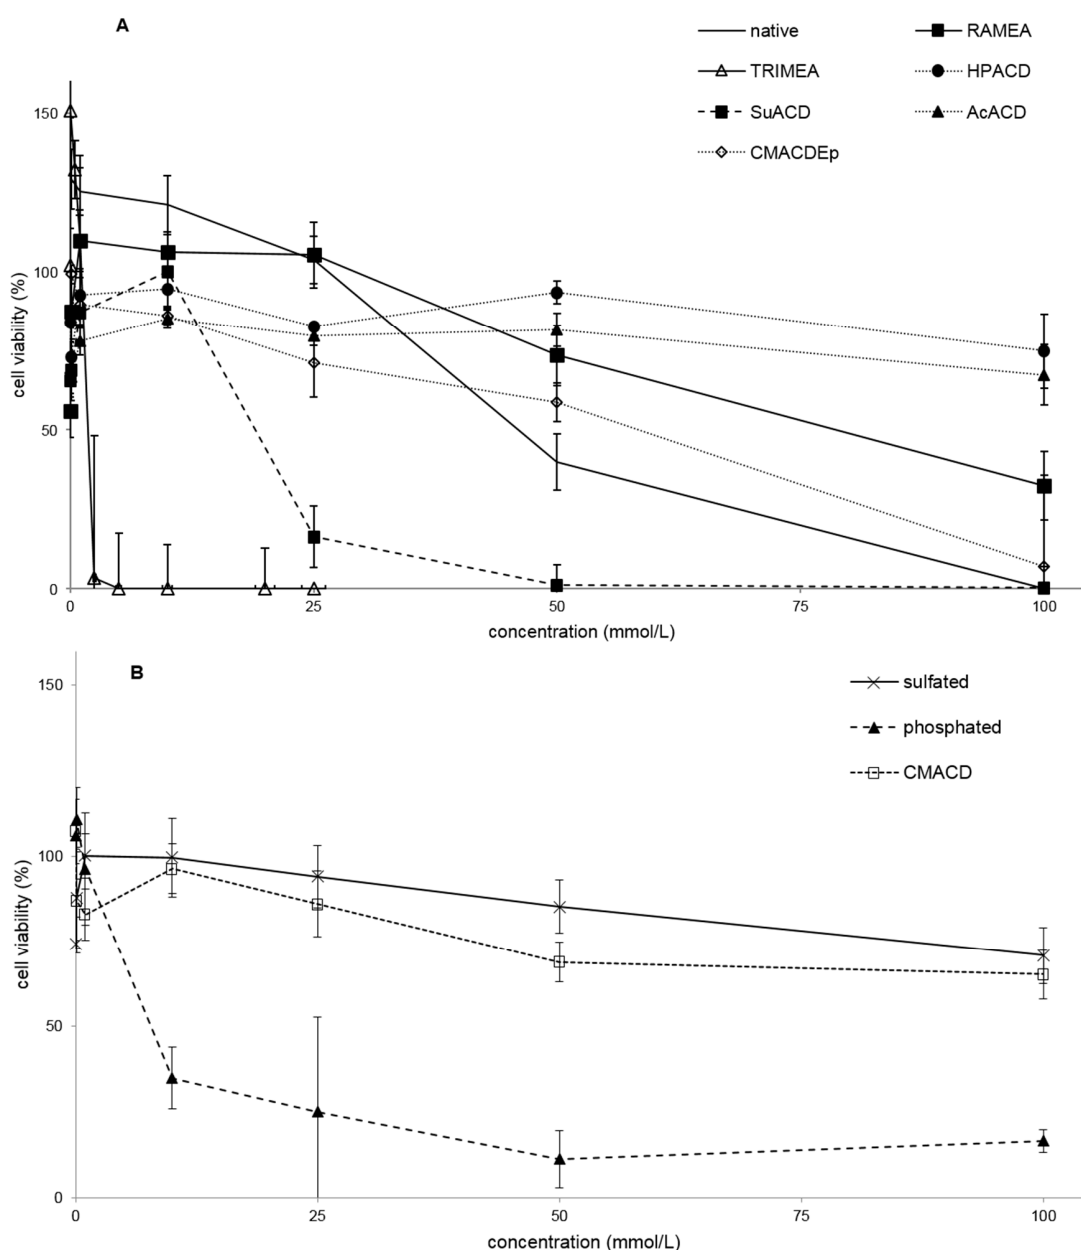 A
native
RAMEA
TRIMEA
HPACD
SuACD
AcACD
CMACDEp
150
100
50
0
cell viability (%)
0
25
50
75
100
concentration (mmol/L)
B
sulfated
phosphated
CMACD
150
100
50
0
cell viability (%)
0
25
50
75
100
concentration (mmol/L)